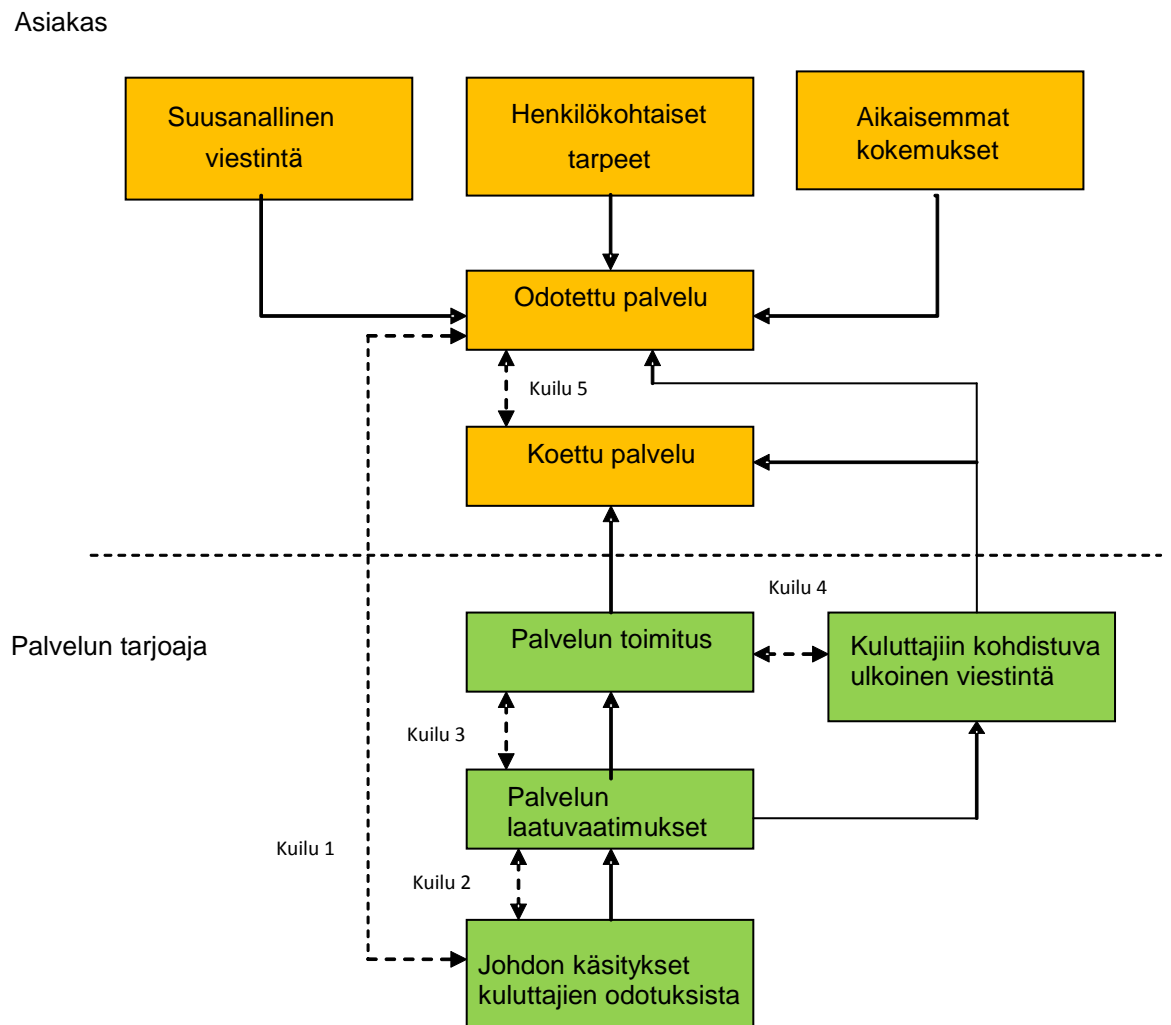 Asiakas
Suusanallinen
viestintä
Henkilökohtaiset
tarpeet
Aikaisemmat
kokemukset
Odotettu palvelu
Kuilu 5
Koettu palvelu
Kuilu 4
Palvelun tarjoaja
Palvelun toimitus
Kuluttajiin kohdistuva
ulkoinen viestintä
Kuilu 3
Palvelun
laatuvaatimukset
Kuilu 1
Kuilu 2
Johdon käsitykset
kuluttajien odotuksista